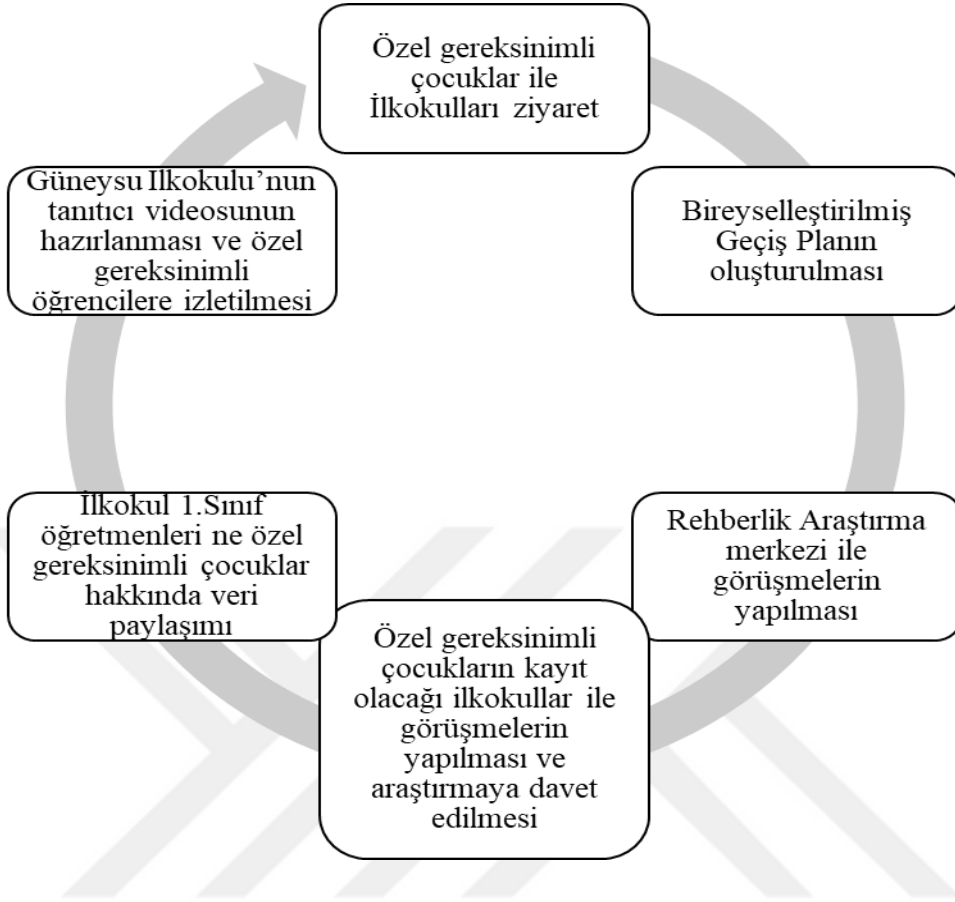 Özel gereksinimli
çocuklar ile
İlkokulları ziyaret
Bireyselleştirilmiş
Geçiş Planın
oluşturulması
Rehberlik Araştırma
merkezi ile
görüşmelerin
yapılması
Özel gereksinimli
çocukların kayıt
olacağı ilkokullar ile
görüşmelerin
yapılması ve
araştırmaya davet
edilmesi
İlkokul 1.Sınıf
öğretmenleri ne özel
gereksinimli çocuklar
hakkında veri
paylaşımı
Güneysu İlkokulu’nun
tanıtıcı videosunun
hazırlanması ve özel
gereksinimli
öğrencilere izletilmesi